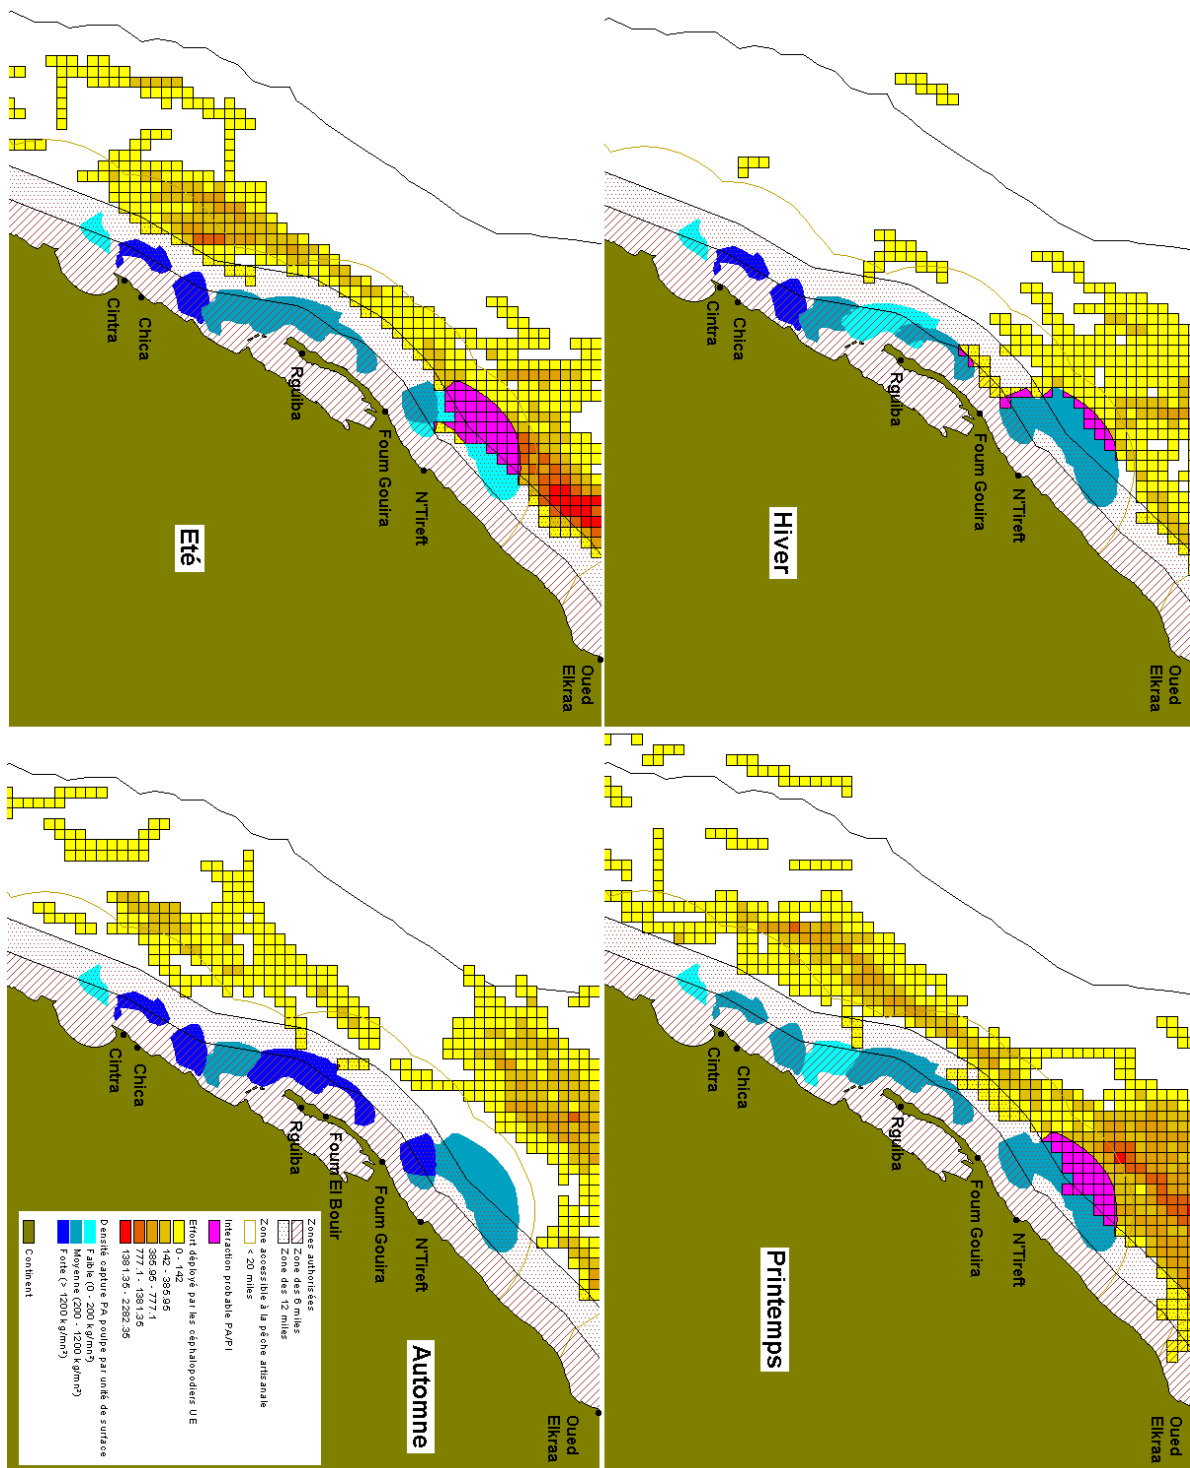 Cintra
Chica
Rguiba
Foum Gouira
N'Tireft
Oued
Elkraa
Hiver
Cintra
Chica
Rguiba
Foum Gouira
N'Tireft
Oued
Elkraa
Printemps
Cintra
Chica
Rguiba
Foum Gouira
N'Tireft
Oued
Elkraa
Eté
Cintra
Chica
Rguiba
Foum El Bouir
Foum Gouira
N'Tireft
Oued
Elkraa
Automne
Zones authorisées
Zone des 6 miles
Zone des 12 miles
Zone accessible à la pêche artisanale
< 20 miles
Interaction probable PA/PI
Effort déployé par les céphalopodiers UE
0 - 142
142 - 385.95
385.95 - 777.1
777.1 - 1381.35
1381.35 - 2282.35
Densité capture PA poulpe par unité de surface
Faible (0 - 200 kg/mn²)
Moyenne (200 - 1200 kg/mn²)
Forte (> 1200 kg/mn²)
Continent